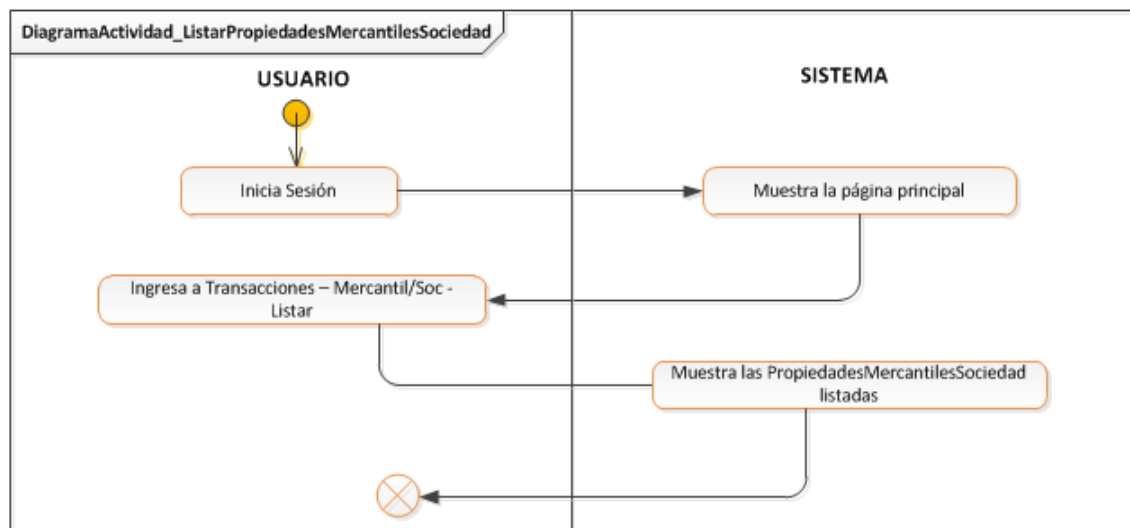 DiagramaActividad_ListarPropiedadesMercantilesSociedad
USUARIO
SISTEMA
Inicia Sesión
Muestra la página principal
Ingresa a Transacciones – Mercantil/Soc -
Listar
Muestra las PropiedadesMercantilesSociedad
listadas